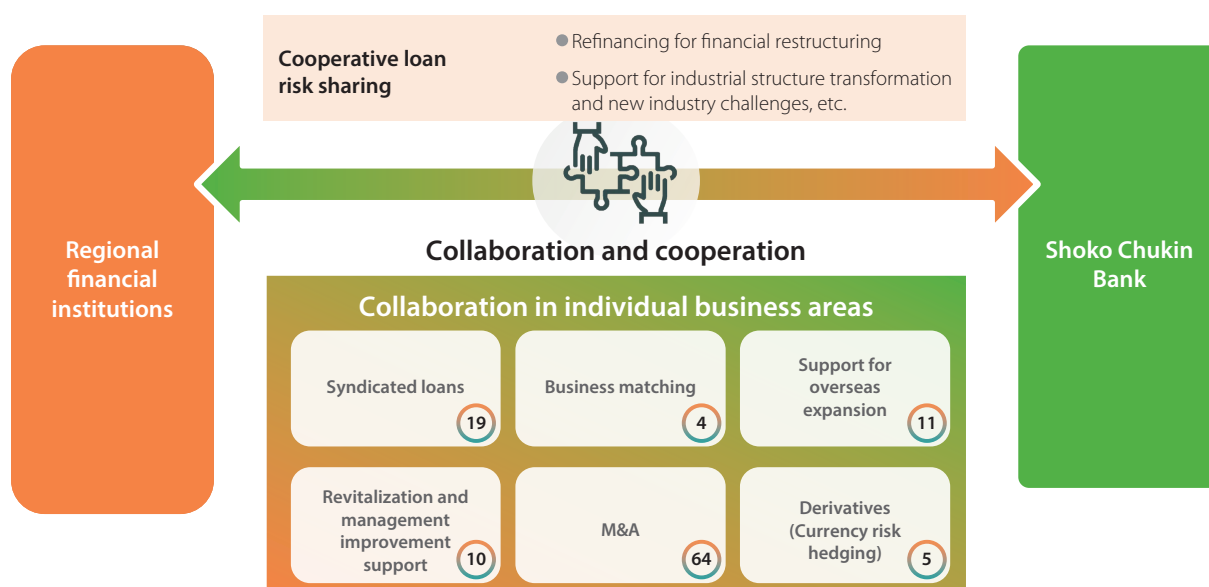 Cooperative loan
risk sharing
Refinancing for financial restructuring
Support for industrial structure transformation
and new industry challenges, etc.
Regional
financial
institutions
Shoko Chukin
Bank
Collaboration and cooperation
Collaboration in individual business areas
Syndicated loans
19
Business matching
4
Support for
overseas
expansion
11
Revitalization and
management
improvement
support
10
M&A
64
Derivatives
(Currency risk
hedging)
5